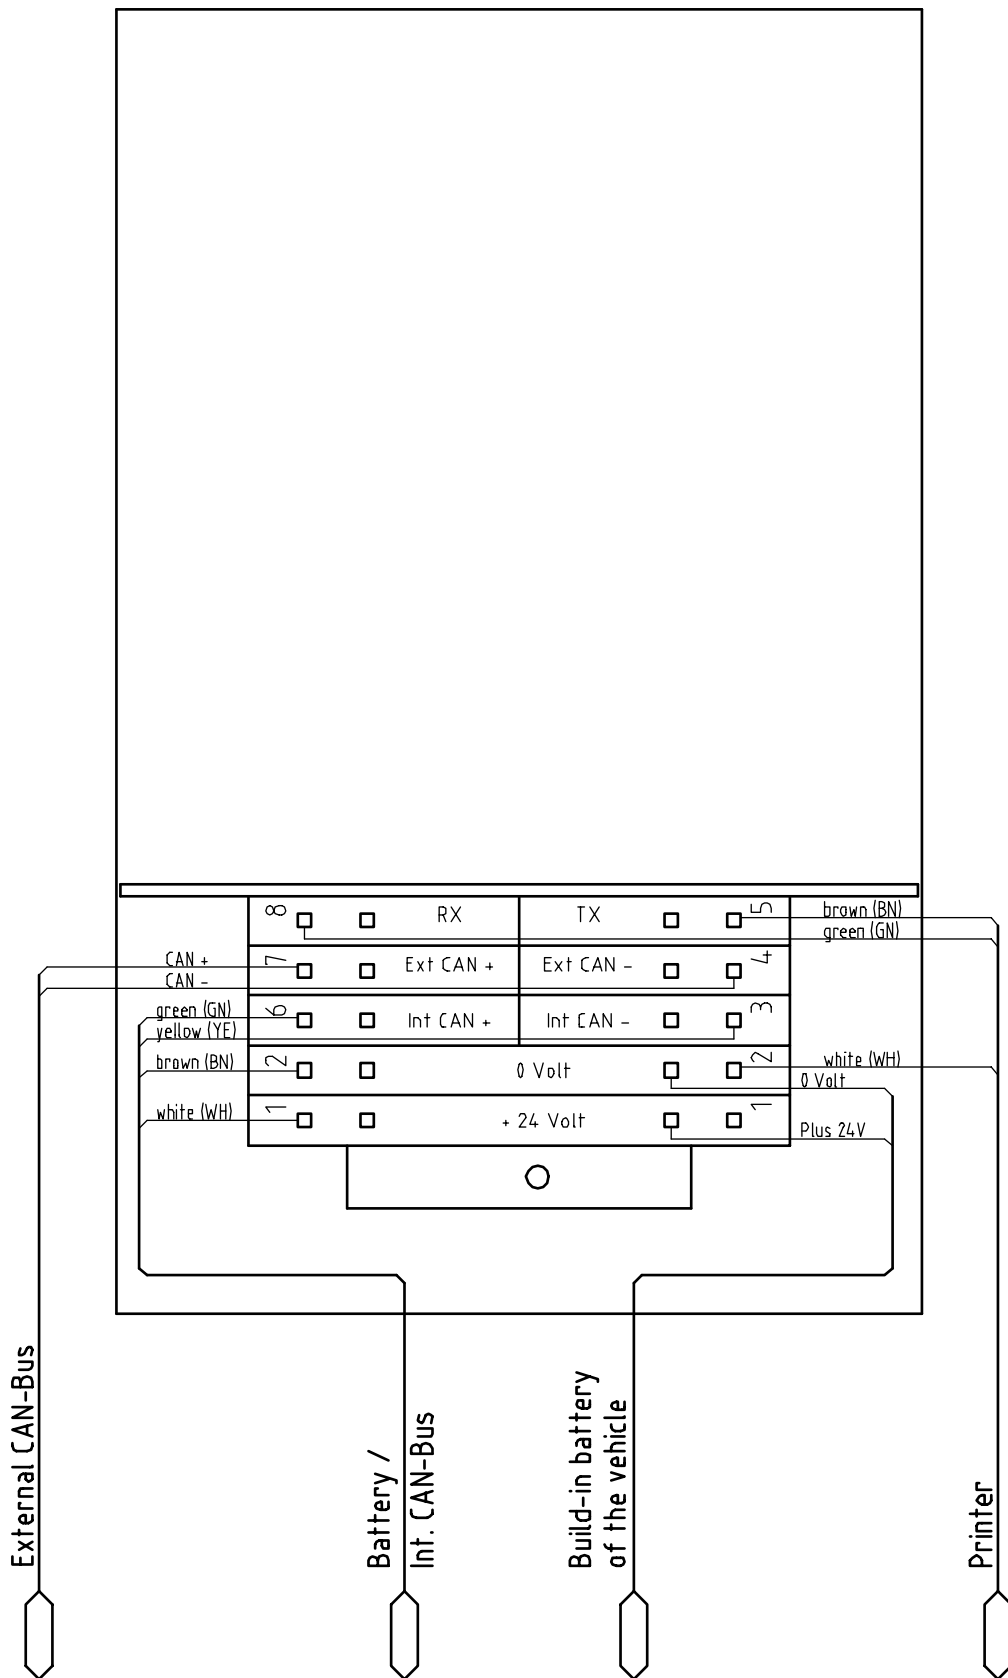 8 RX TX 5 brown (BN)
green (GN)
CAN + 7 Ext CAN + Ext CAN - 4
CAN -
green (GN) 6 Int CAN + Int CAN - 3
yellow (YE)
brown (BN) 2 0 Volt 2 white (WH)
0 Volt
white (WH) 1 + 24 Volt 1 Plus 24V
External CAN-Bus
Battery /
Int. CAN-Bus
Build-in battery
of the vehicle
Printer